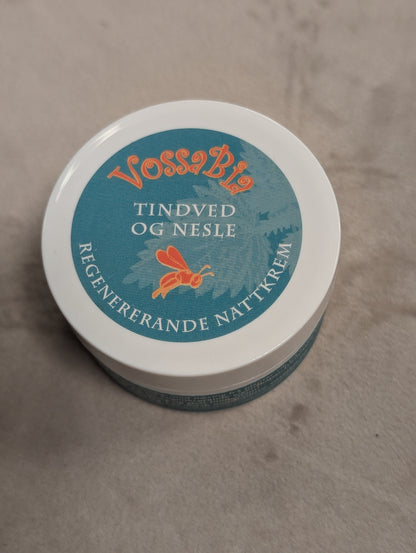 VossaBia
TINDVED
OG NESLE
REGENERERANDE NATTKREM